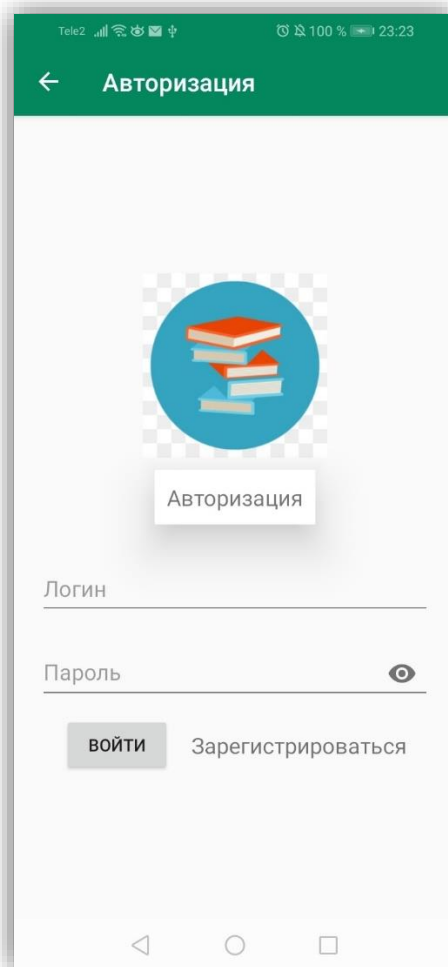 Tele2 100 % 23:23
Авторизация
Авторизация
Логин
Пароль
ВОЙТИ Зарегистрироваться